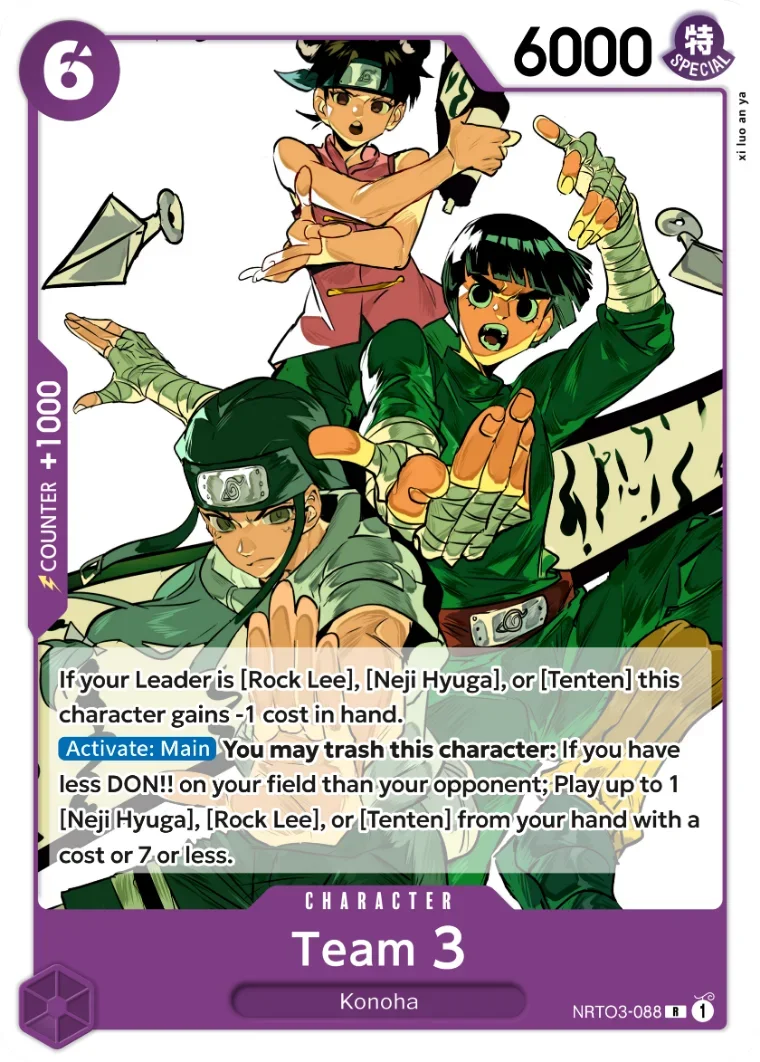 6
6000
特
SPECIAL
xi luo an ya
COUNTER +1000
If your Leader is [Rock Lee], [Neji Hyuga], or [Tenten] this
character gains -1 cost in hand.
Activate: Main You may trash this character: If you have
less DON!! on your field than your opponent; Play up to 1
[Neji Hyuga], [Rock Lee], or [Tenten] from your hand with a
cost or 7 or less.
CHARACTER
Team 3
Konoha
NRTO3-088 R 1